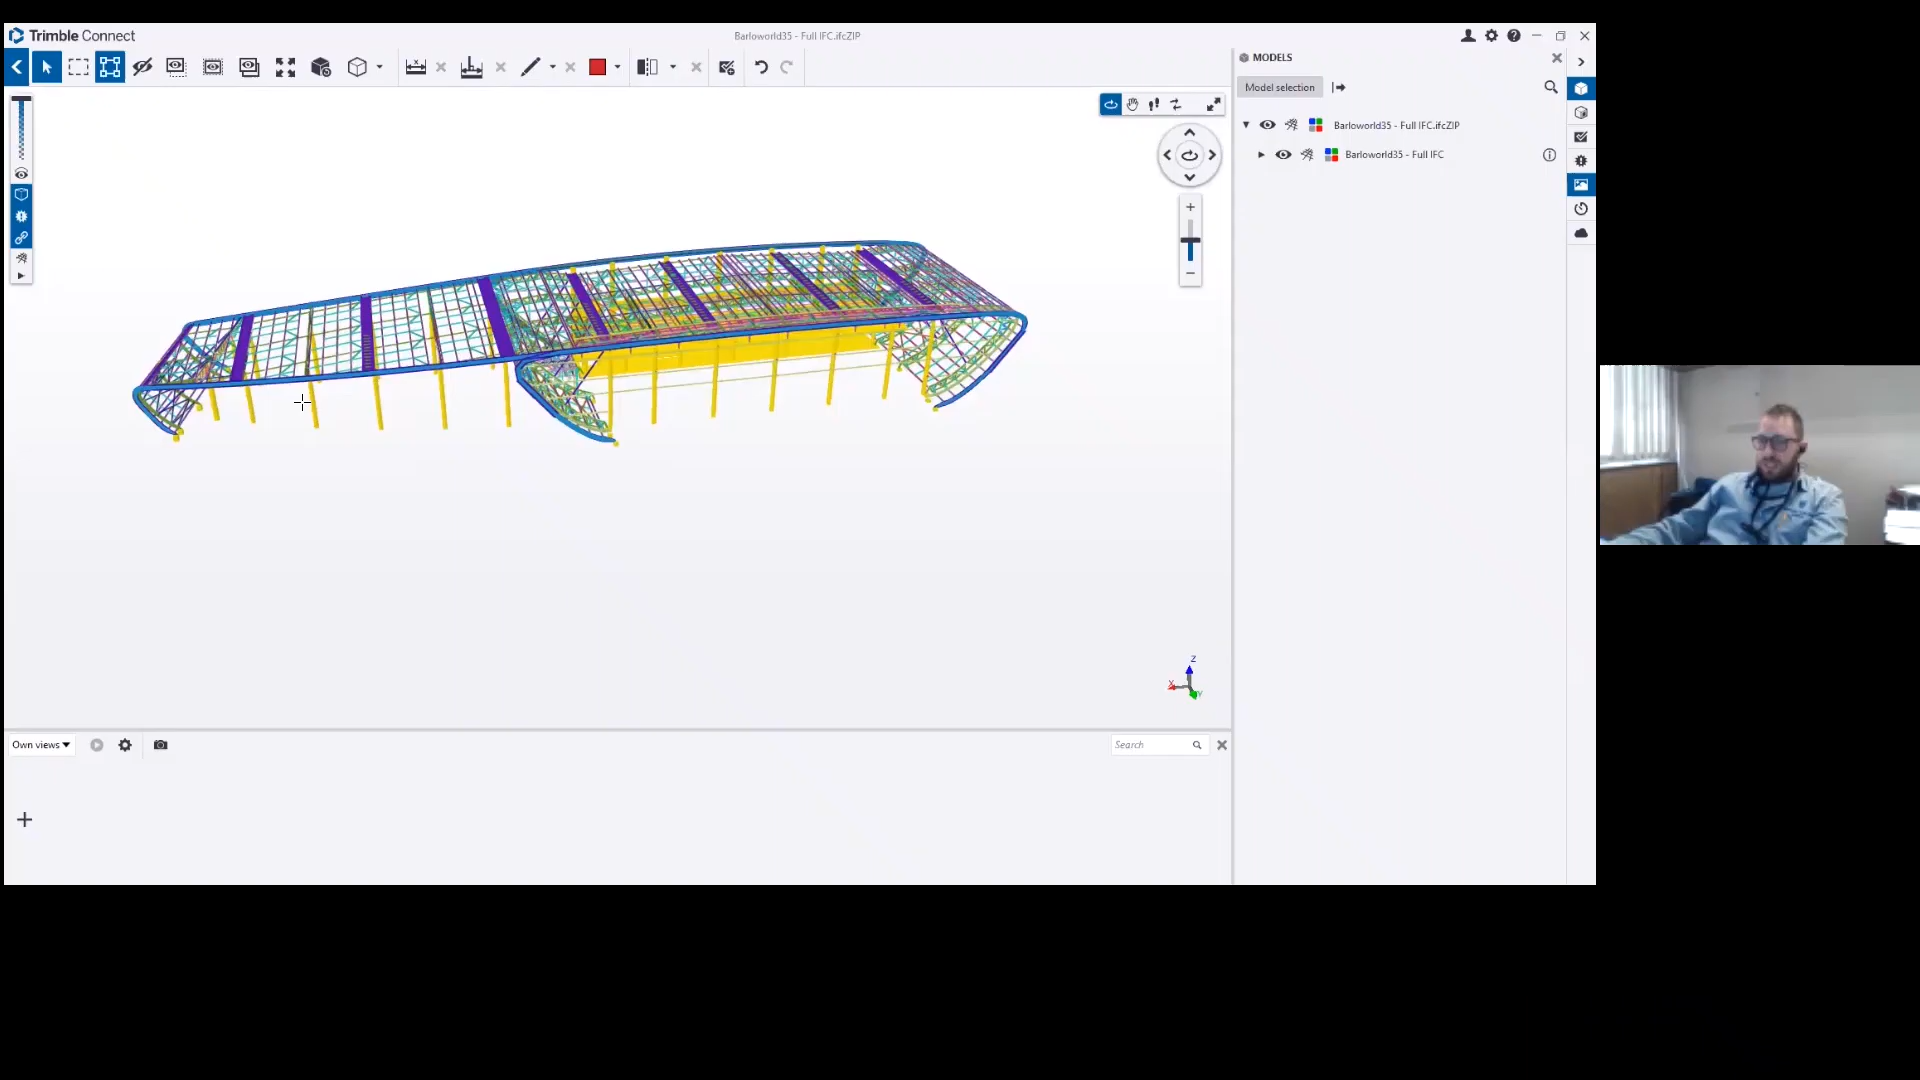 Trimble Connect
Barloworld35 - Full IFC.ifcZIP
MODELS
Model selection
Barloworld35 - Full IFC.ifcZIP
Barloworld35 - Full IFC
Z
X
Y
Own views
Search